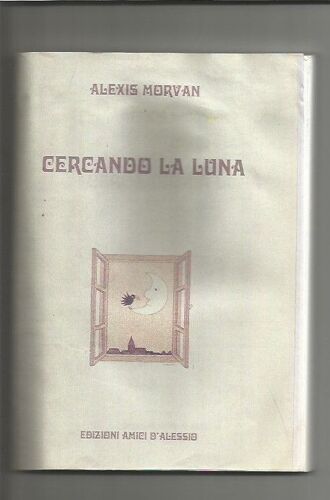 ALEXIS MORVAN
CERCANDO LA LUNA
EDIZIONI AMICI D'ALESSIO